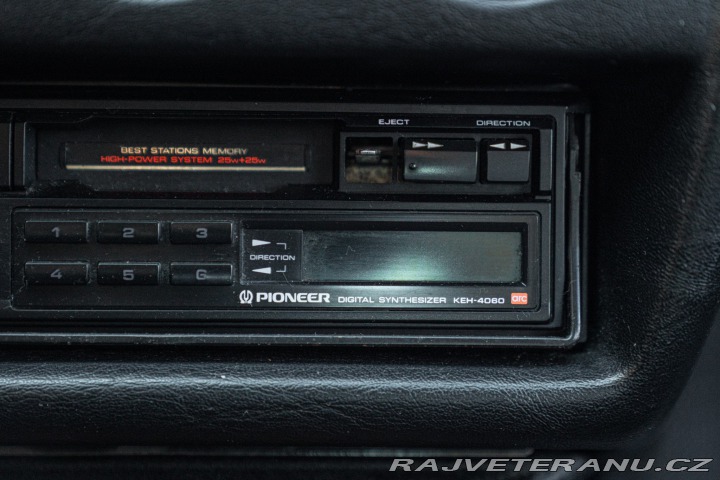 EJECT DIRECTION
BEST STATIONS MEMORY
HIGH-POWER SYSTEM 25W+25W
1 2 3
DIRECTION
4 5 6
PIONEER DIGITAL SYNTHESIZER KEH-4060 arc
RAJVETERANU.CZ